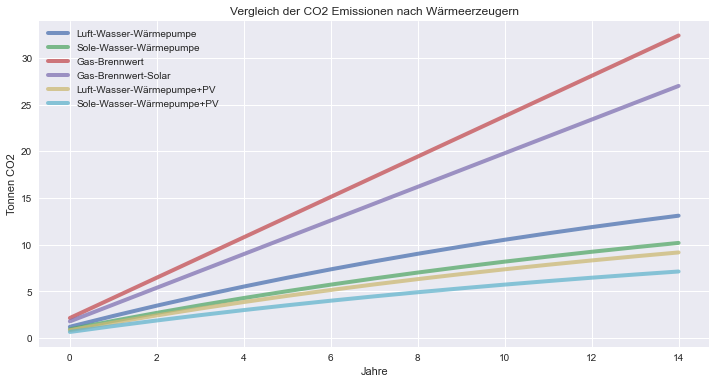 Vergleich der CO2 Emissionen nach Wärmeerzeugern
Luft-Wasser-Wärmepumpe
Sole-Wasser-Wärmepumpe
Gas-Brennwert
Gas-Brennwert-Solar
Luft-Wasser-Wärmepumpe+PV
Sole-Wasser-Wärmepumpe+PV
Tonnen CO2
30
25
20
15
10
5
0
0 2 4 6 8 10 12 14
Jahre